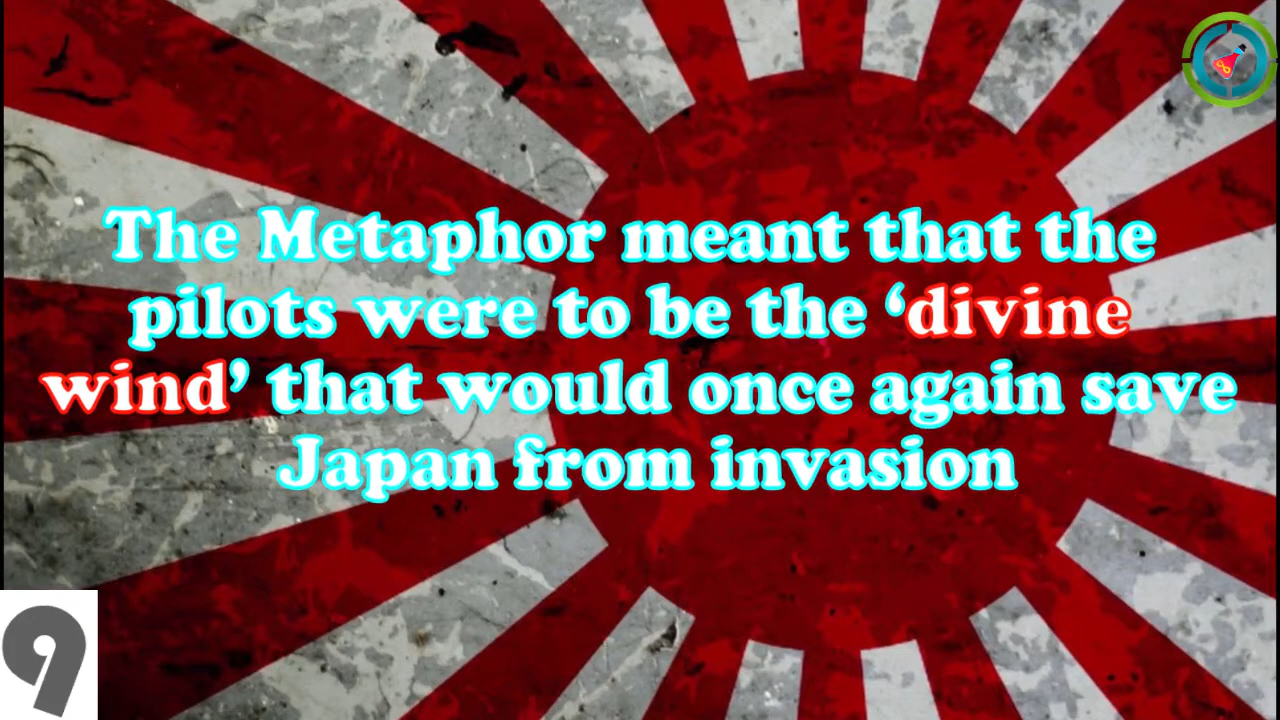 The Metaphor meant that the
pilots were to be the ‘divine
wind’ that would once again save
Japan from invasion
9